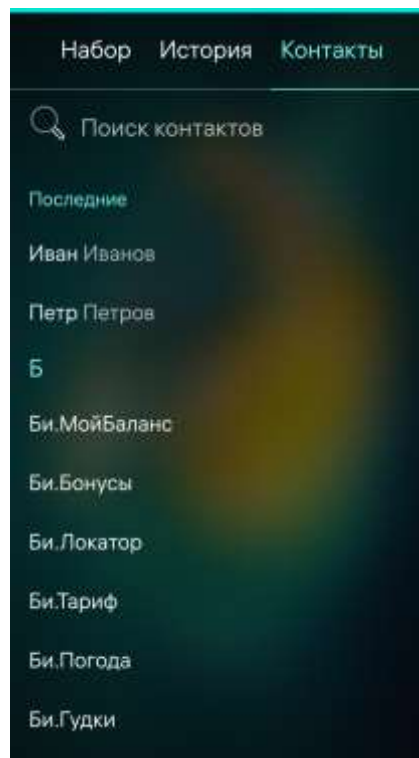 Набор История Контакты
Поиск контактов
Последние
Иван Иванов
Петр Петров
Б
Би.МойБаланс
Би.Бонусы
Би.Локатор
Би.Тариф
Би.Погода
Би.Гудки